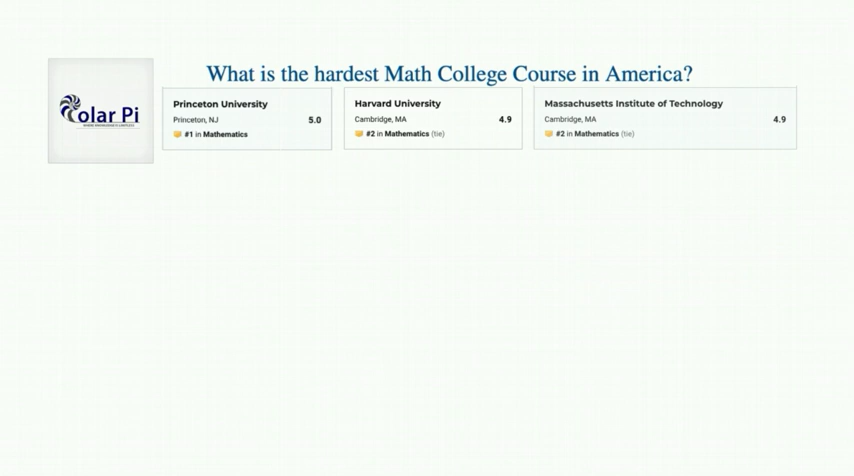 What is the hardest Math College Course in America?
olar Pi
Princeton University
Princeton, NJ
5.0
#1 in Mathematics
Harvard University
Cambridge, MA
4.9
#2 in Mathematics (tie)
Massachusetts Institute of Technology
Cambridge, MA
4.9
#2 in Mathematics (tie)